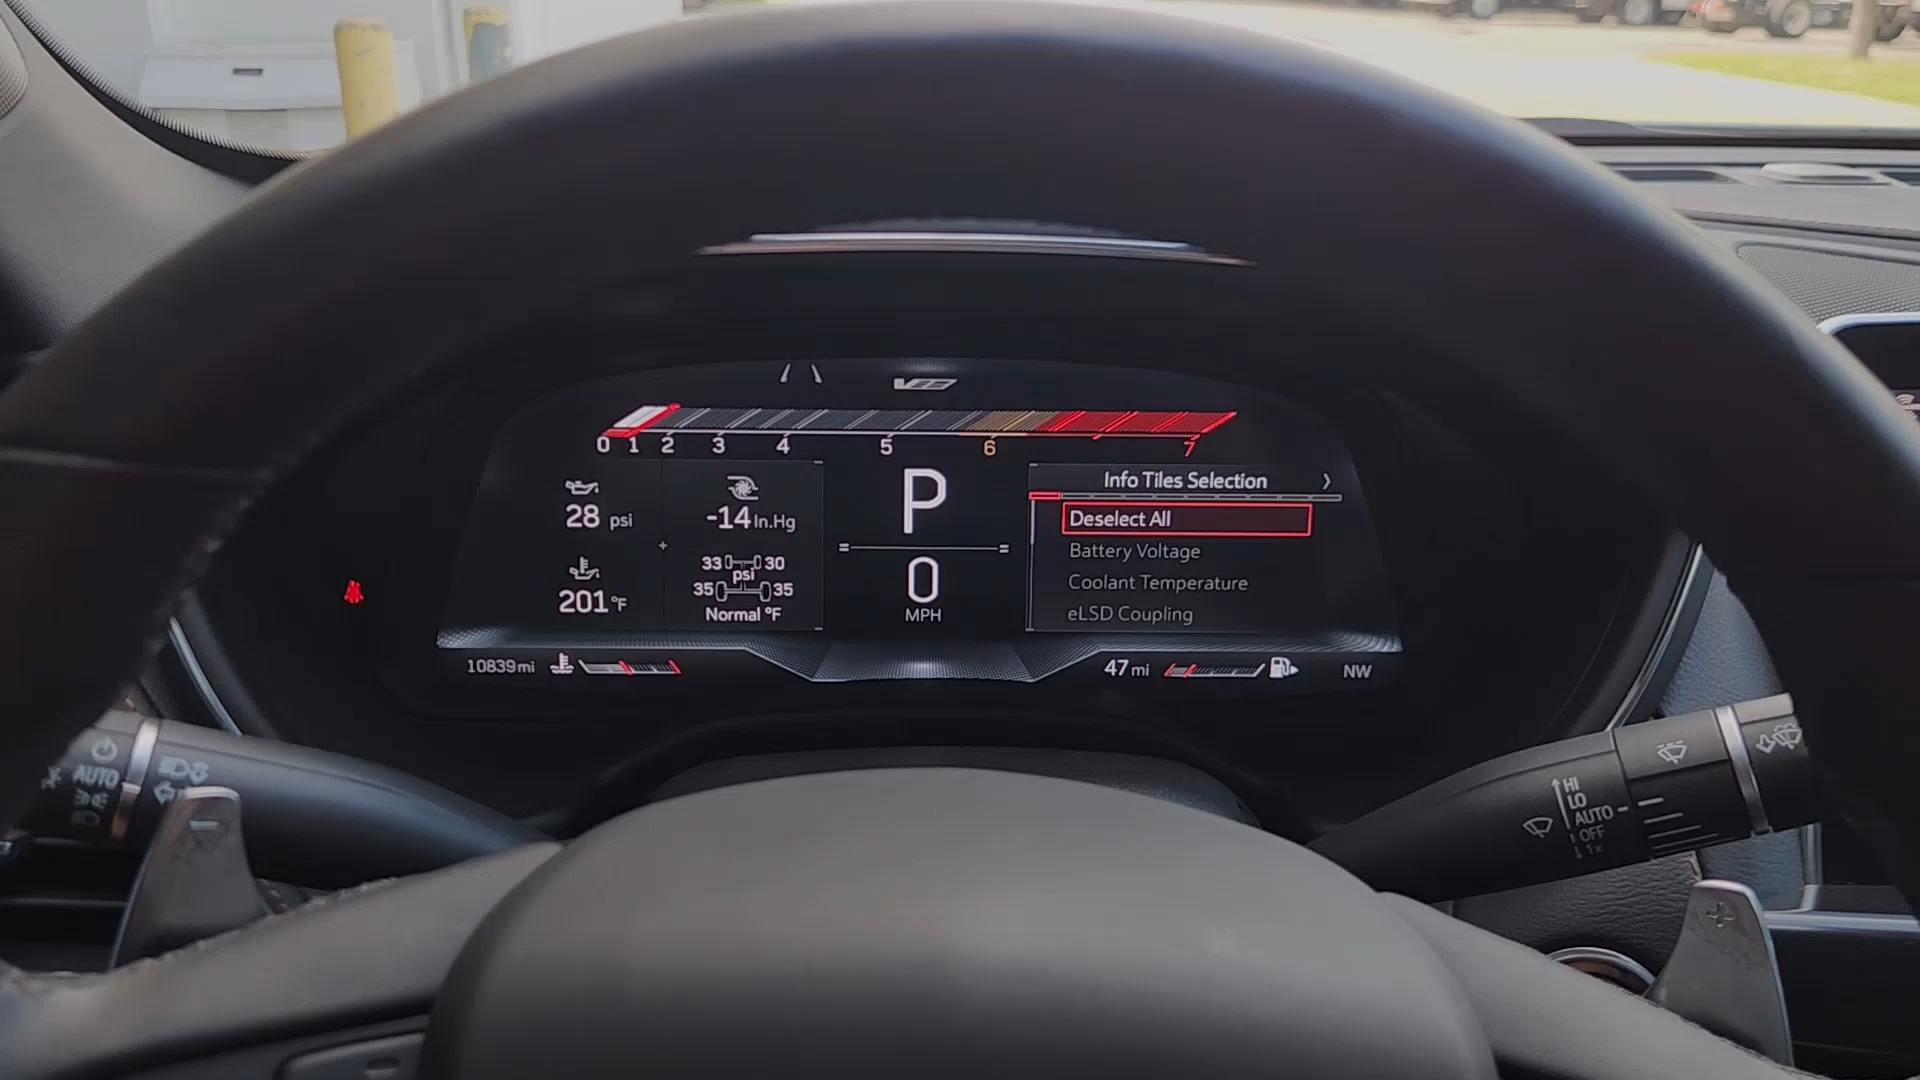 0 1 2 3 4 5 6 7
28 psi
-14 In.Hg
201 °F
33 30
psi
35 35
Normal °F
P
0
MPH
Info Tiles Selection
Deselect All
Battery Voltage
Coolant Temperature
eLSD Coupling
10839 mi
47 mi
NW
AUTO
HI
LO
AUTO
OFF
1x